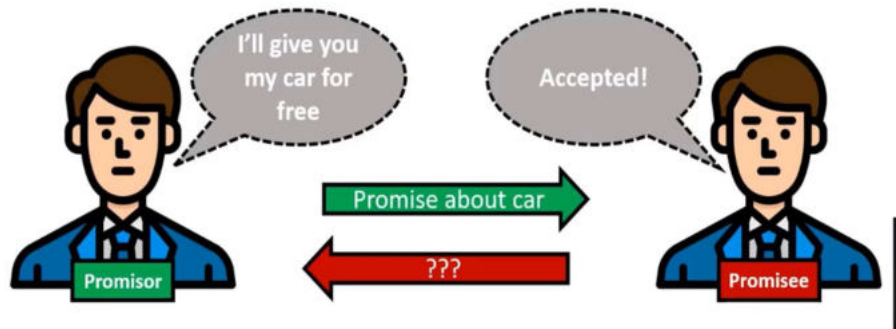 I'll give you
my car for
free
Accepted!
Promise about car
???
Promisor
Promisee